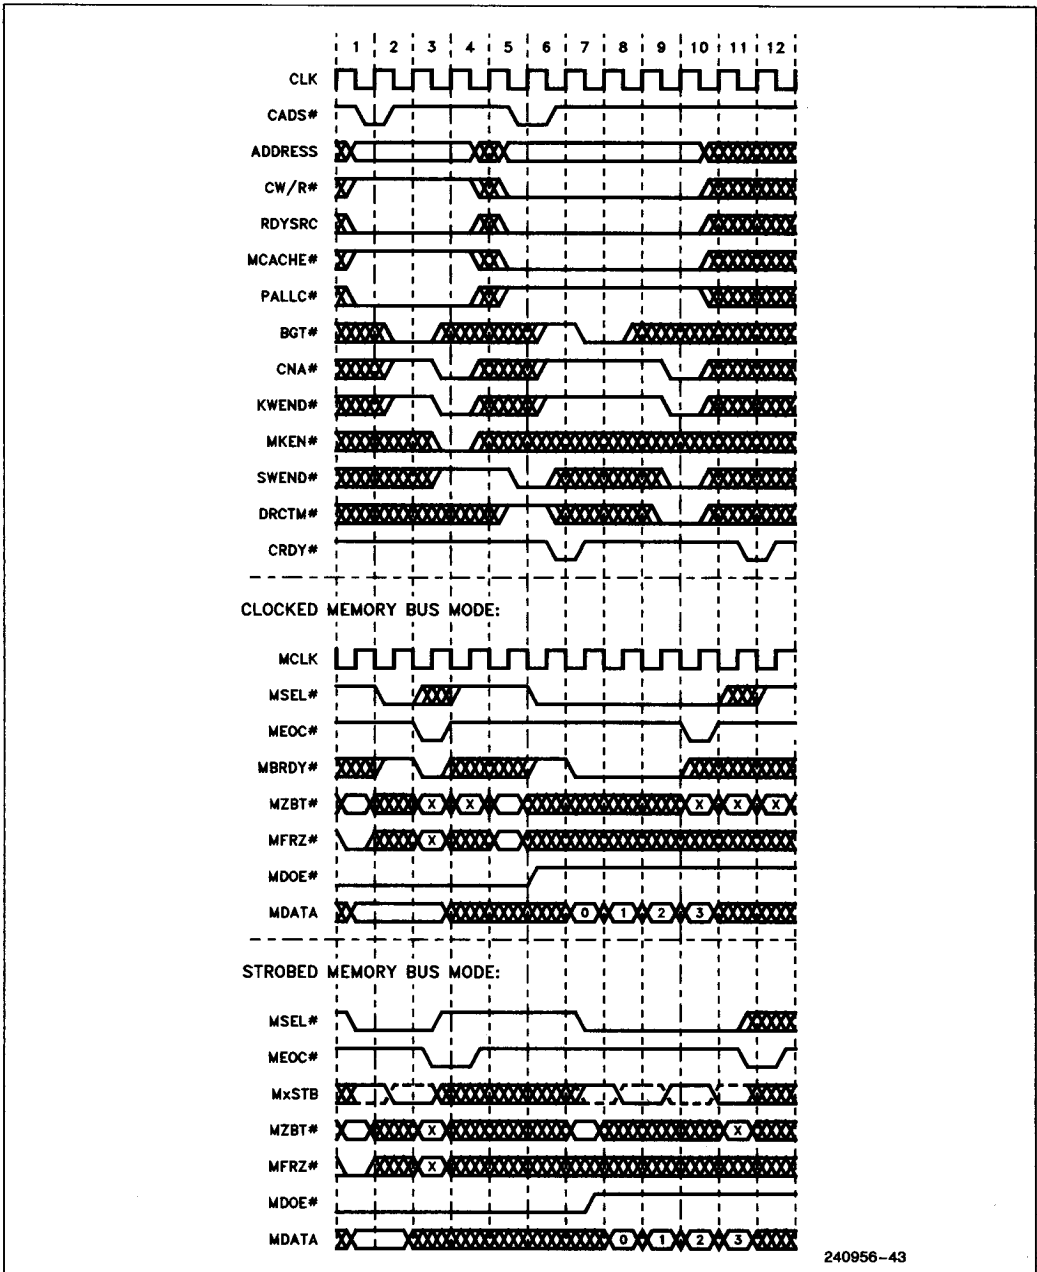 1 2 3 4 5 6 7 8 9 10 11 12
CLK
CADS#
ADDRESS
CW/R#
RDYSRC
MCACHE#
PALLC#
BGT#
CNA#
KWEND#
MKEN#
SWEND#
DRCTM#
CRDY#
CLOCKED MEMORY BUS MODE:
MCLK
MSEL#
MEOC#
MBRDY#
MZBT# X X X X X
MFRZ# X
MDOE#
MDATA 0 1 2 3
STROBED MEMORY BUS MODE:
MSEL#
MEOC#
MxSTB
MZBT# X X
MFRZ# X
MDOE#
MDATA 0 1 2 3
240956-43